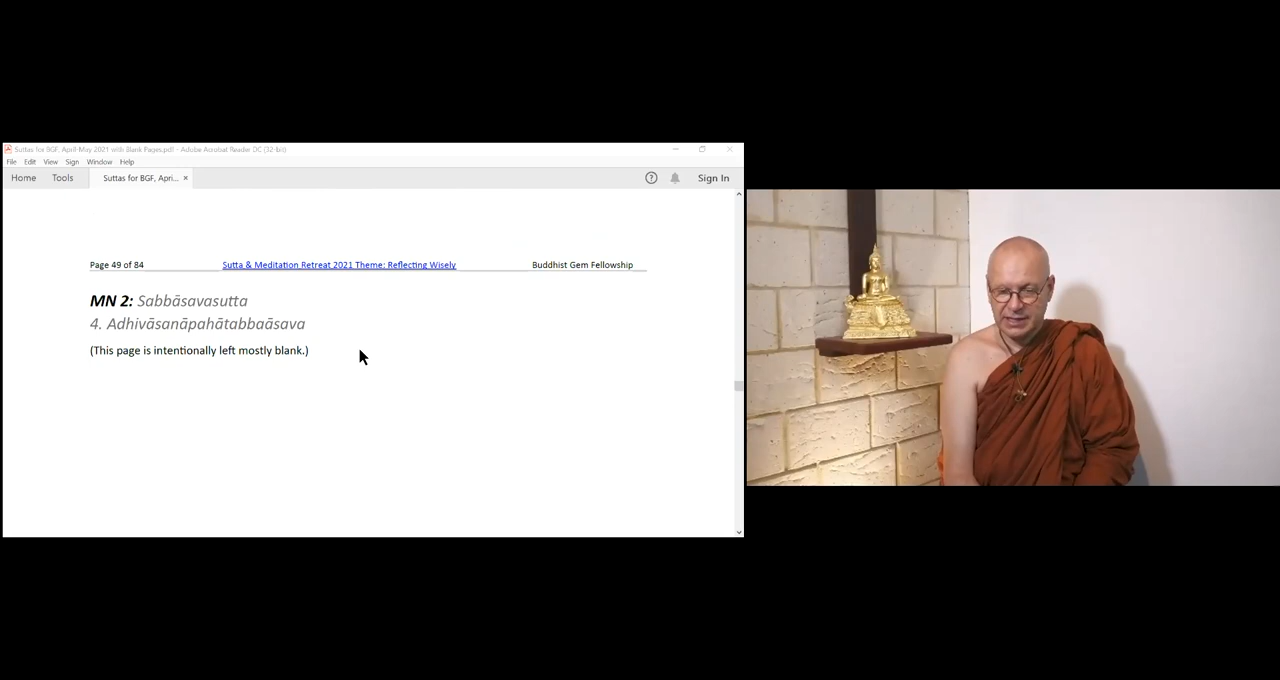 Suttas for BGF, April-May 2021 with Blank Pages.pdf - Adobe Acrobat Reader DC (32-bit)
File Edit View Sign Window Help
Home Tools Suttas for BGF, Apri... × Sign In
Page 49 of 84 Sutta & Meditation Retreat 2021 Theme: Reflecting Wisely Buddhist Gem Fellowship
MN 2: Sabbāsavasutta
4. Adhivāsanāpahātabbaāsava
(This page is intentionally left mostly blank.)